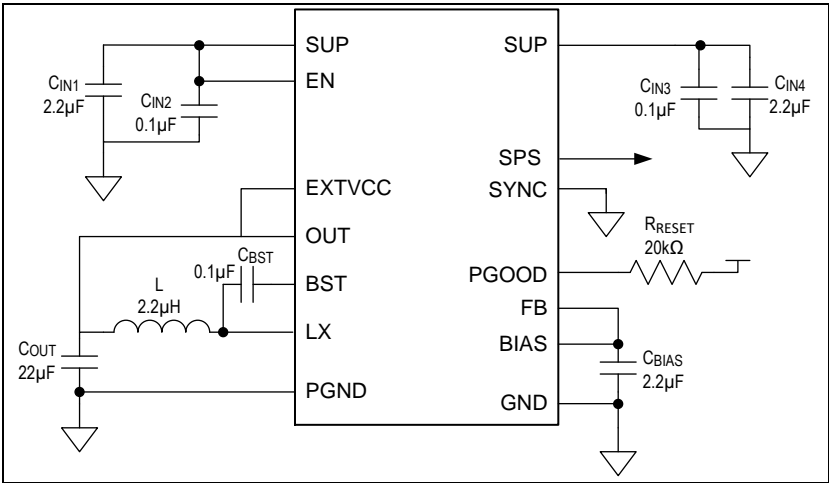 SUP
SUP
EN
CIN1
2.2µF
CIN2
0.1µF
CIN3
0.1µF
CIN4
2.2µF
SPS
EXTVCC
SYNC
OUT
RRESET
20kΩ
CBST
0.1µF
BST
PGOOD
L
2.2µH
FB
LX
BIAS
COUT
22µF
CBIAS
2.2µF
PGND
GND